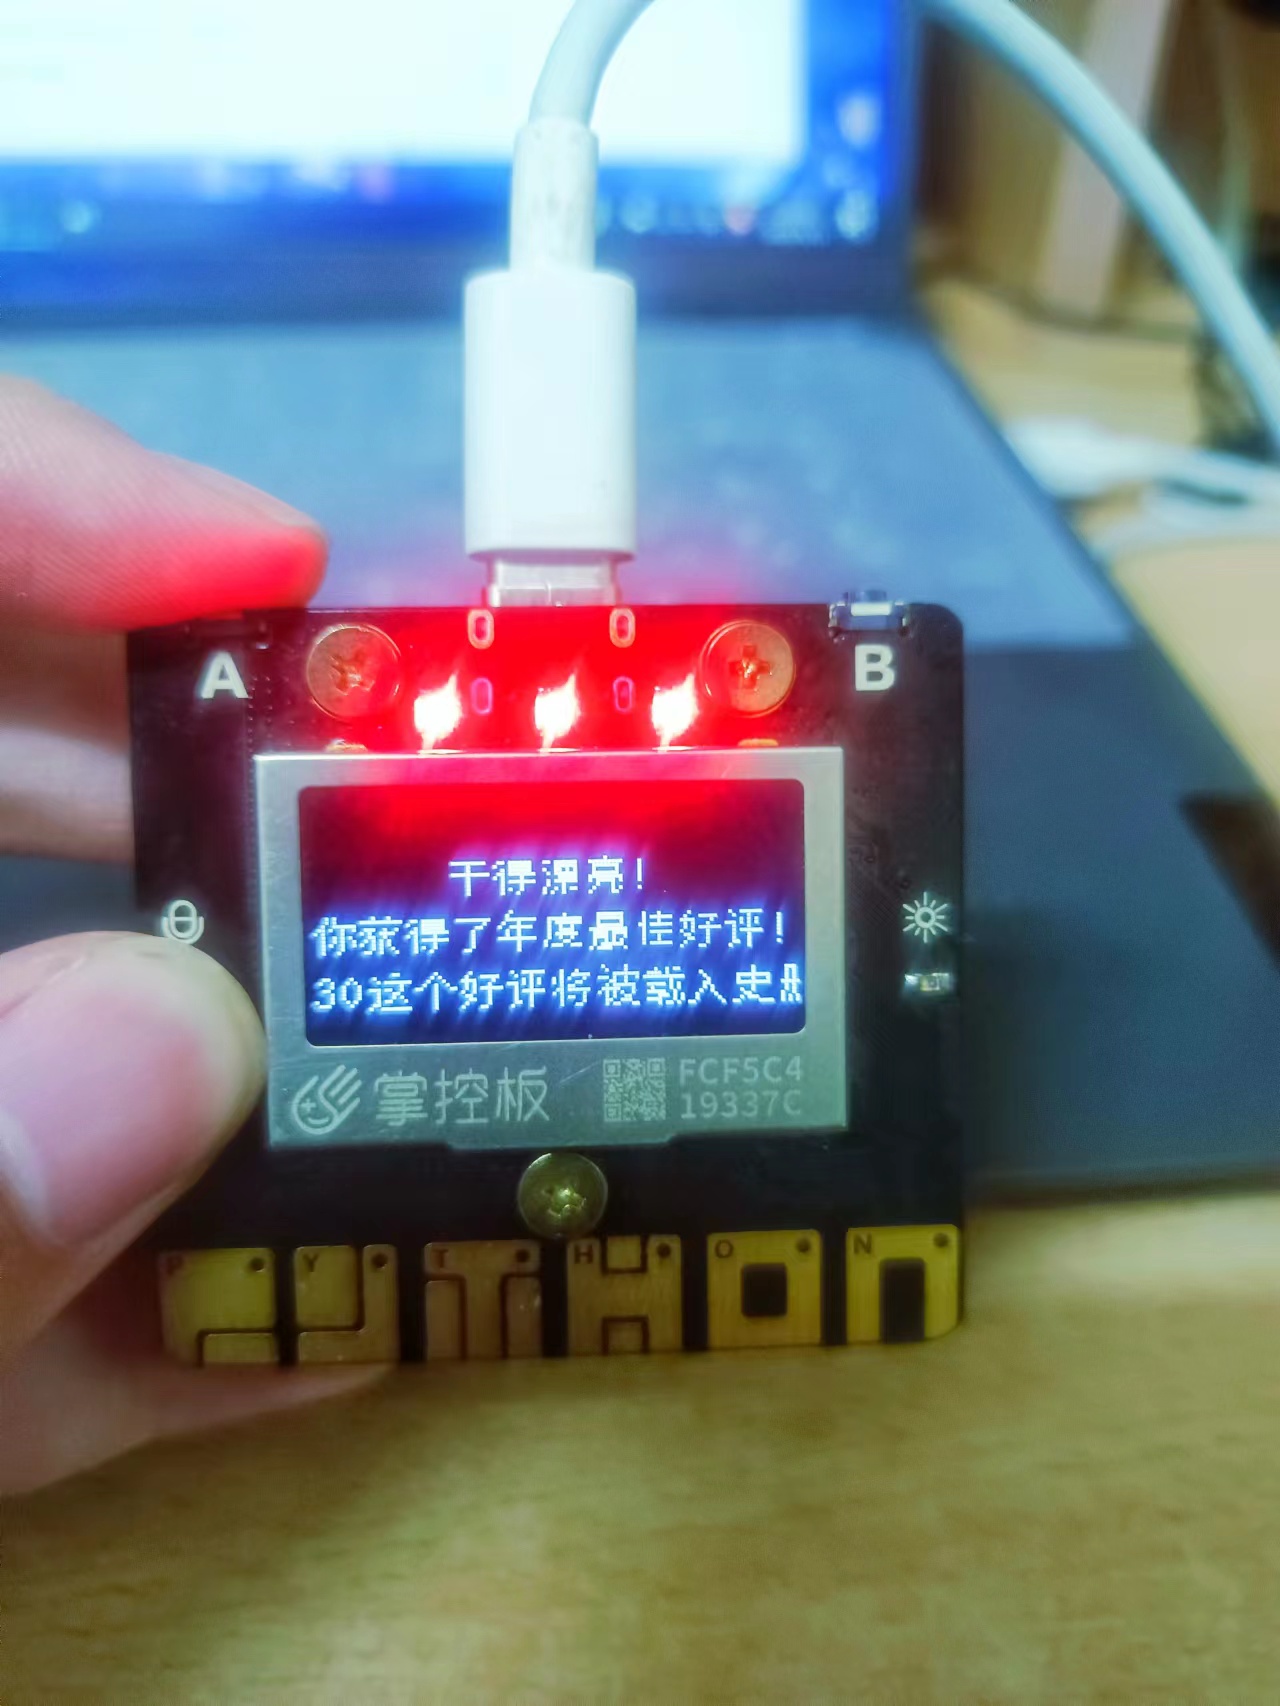 A
B
干得漂亮!
你获得了年度最佳好评!
30这个好评将被载入史
掌控板
FCF5C4
19337C
P Y T H O N